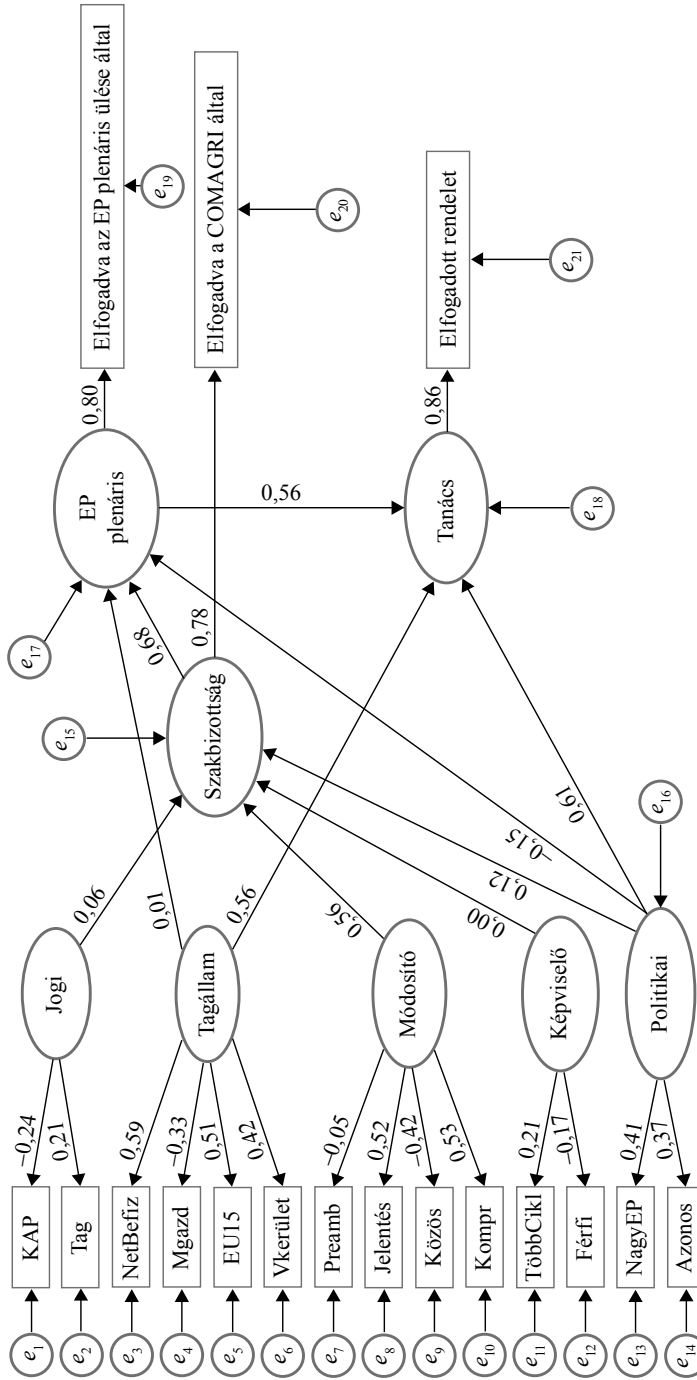 e1
KAP
–0,24
e2
Tag
0,21
Jogi
0,06
e3
NetBefiz
0,59
e4
Mgazd
–0,33
e5
EU15
0,51
e6
Vkerület
0,42
Tagállam
0,01
0,56
e7
Preamb
–0,05
e8
Jelentés
0,52
e9
Közös
–0,42
e10
Kompr
0,53
Módosító
0,56
e11
TöbbCikl
0,21
e12
Férfi
–0,17
Képviselő
0,00
e13
NagyEP
0,41
e14
Azonos
0,37
Politikai
e16
0,12
–0,15
0,61
e15
Szakbizottság
0,68
0,78
e17
EP
plenáris
0,80
0,56
Tanács
0,86
e18
Elfogadva az EP plenáris ülése által
e19
Elfogadva a COMAGRI által
e20
Elfogadott rendelet
e21